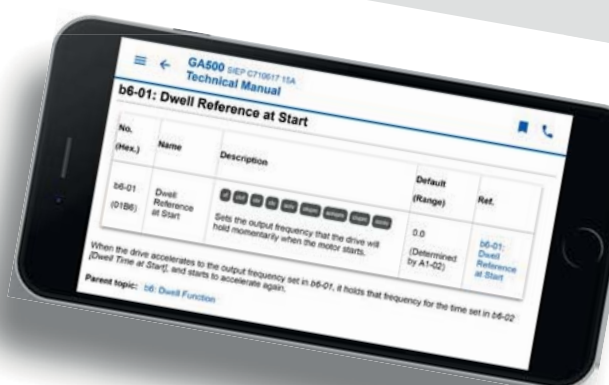 GA500 SIEP C710617 15A
Technical Manual
b6-01: Dwell Reference at Start
No.
(Hex.)
Name
Description
Default
(Range)
Ref.
b6-01
(01B6)
Dwell
Reference
at Start
Sets the output frequency that the drive will
hold momentarily when the motor starts.
0.0
(Determined
by A1-02)
b6-01:
Dwell
Reference
at Start
When the drive accelerates to the output frequency set in b6-01, it holds that frequency for the time set in b6-02
[Dwell Time at Start], and starts to accelerate again.
Parent topic: b6: Dwell Function